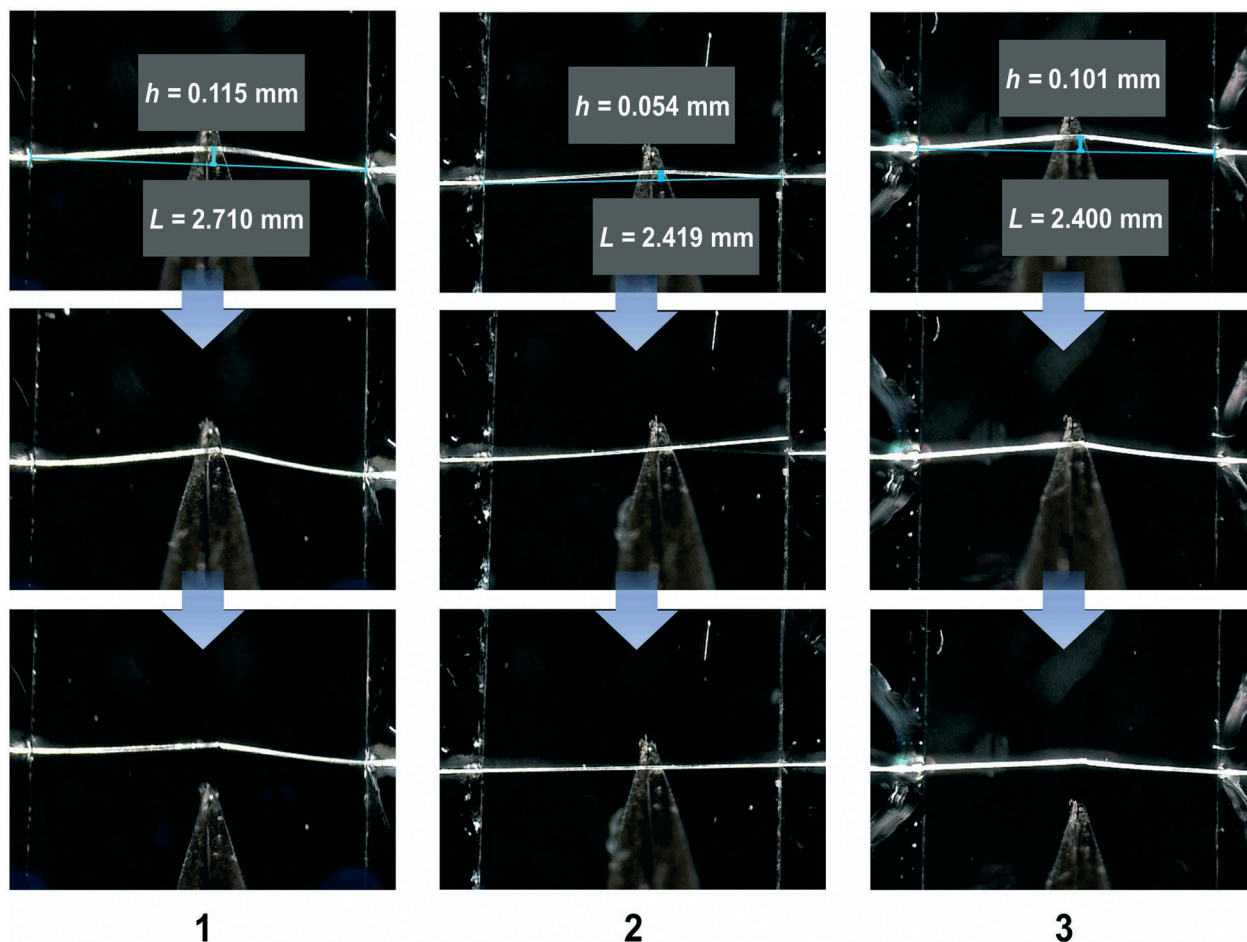 h = 0.115 mm
L = 2.710 mm
h = 0.054 mm
L = 2.419 mm
h = 0.101 mm
L = 2.400 mm
1
2
3